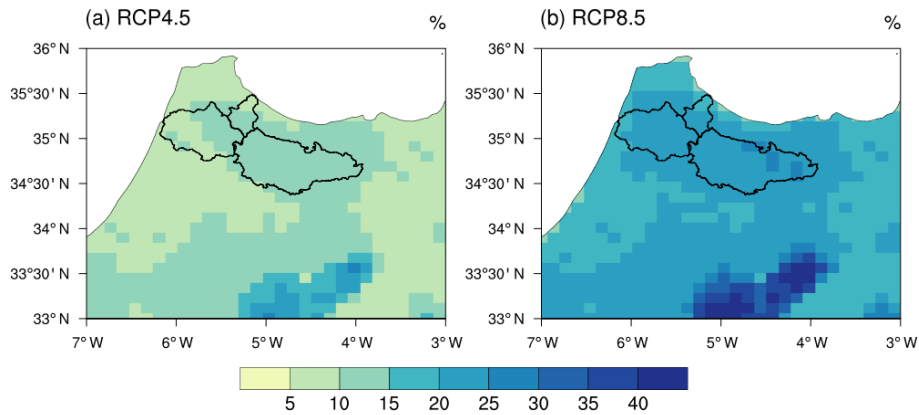 (a) RCP4.5 % (b) RCP8.5 %
36° N 36° N
35°30' N 35°30' N
35° N 35° N
34°30' N 34°30' N
34° N 34° N
33°30' N 33°30' N
33° N 33° N
7° W 6° W 5° W 4° W 3° W 7° W 6° W 5° W 4° W 3° W
5 10 15 20 25 30 35 40